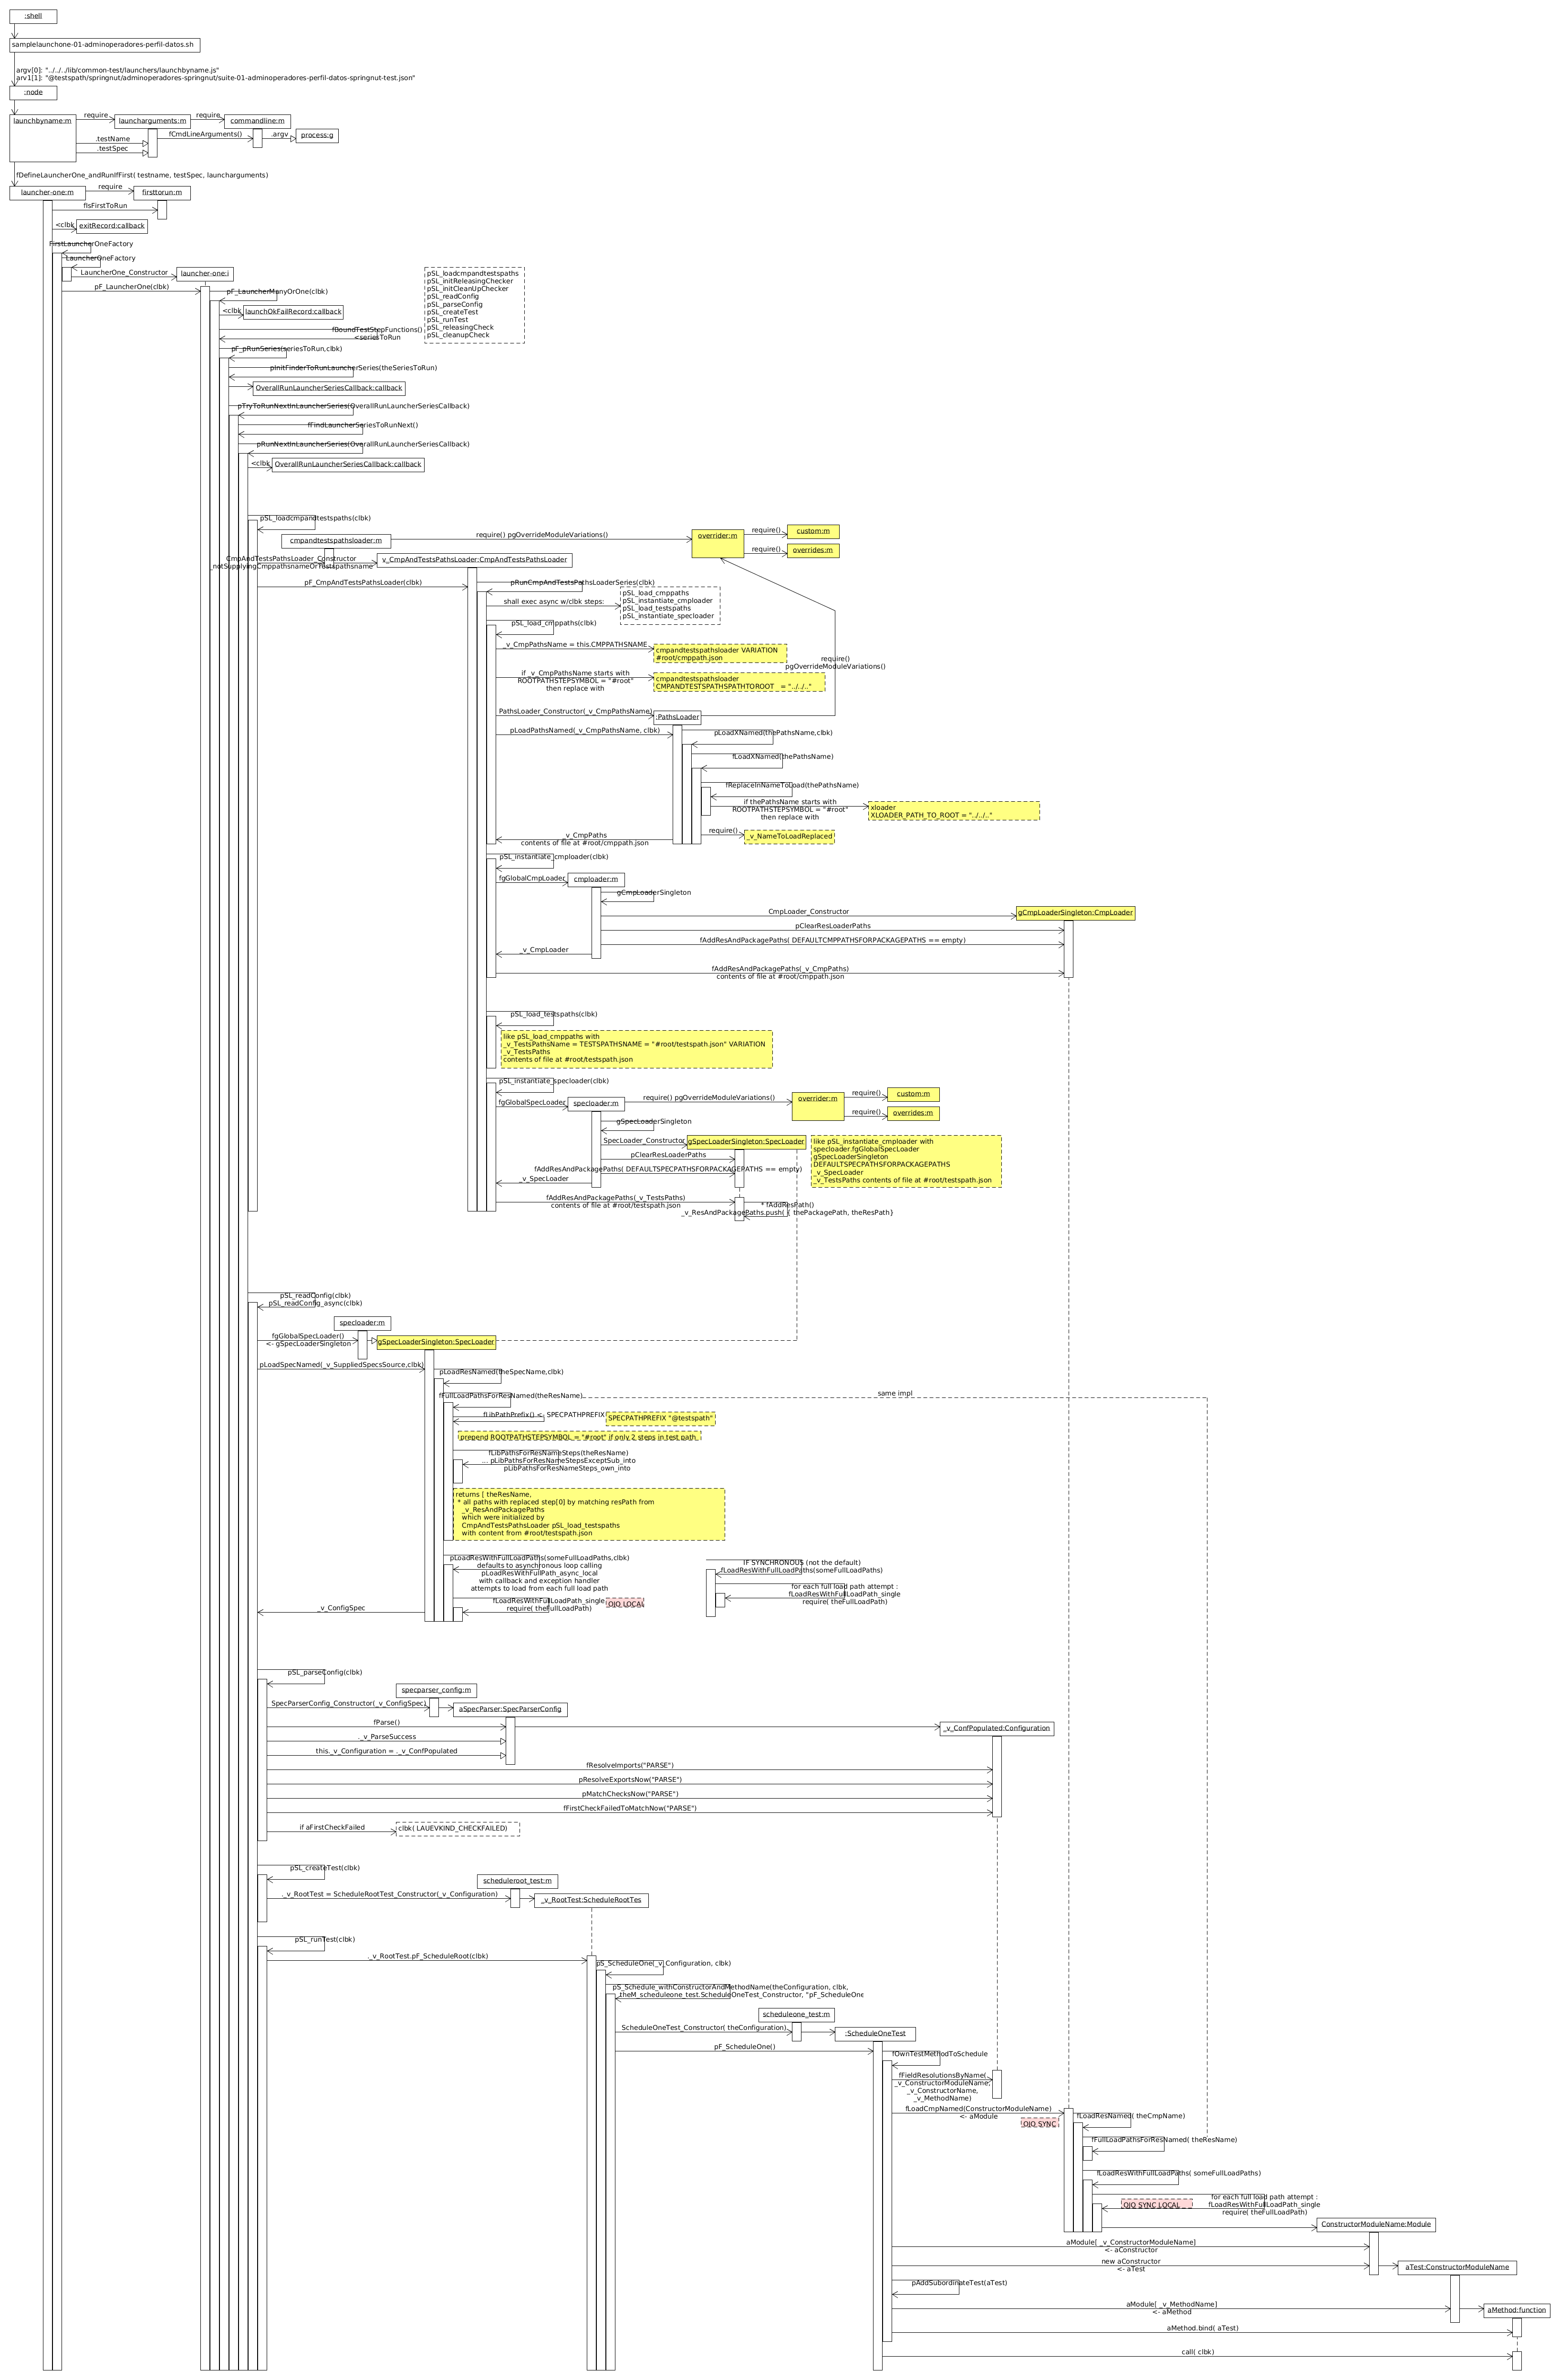 :shell
samplelaunchone-01-adminoperadores-perfil-datos.sh
argv[0]: "../../../lib/common-test/launchers/launchbyname.js"
arv1[1]: "@testspath/springnut/adminoperadores-springnut/suite-01-adminoperadores-perfil-datos-springnut-test.json"
:node
launchbyname:m
require
launcharguments:m
require
commandline:m
fCmdLineArguments()
.argv
process:g
.testName
.testSpec
fDefineLauncherOne_andRunIfFirst( testname, testSpec, launcharguments)
launcher-one:m
require
firsttorun:m
fIsFirstToRun
<clbk
exitRecord:callback
FirstLauncherOneFactory
LauncherOneFactory
LauncherOne_Constructor
launcher-one:i
pF_LauncherOne(clbk)
pF_LauncherManyOrOne(clbk)
<clbk
launchOkFailRecord:callback
fBoundTestStepFunctions()
<seriesToRun
pSL_loadcmpandtestspaths
pSL_initReleasingChecker
pSL_initCleanUpChecker
pSL_readConfig
pSL_parseConfig
pSL_createTest
pSL_runTest
pSL_releasingCheck
pSL_cleanupCheck
pF_pRunSeries(seriesToRun,clbk)
pInitFinderToRunLauncherSeries(theSeriesToRun)
OverallRunLauncherSeriesCallback:callback
pTryToRunNextInLauncherSeries(OverallRunLauncherSeriesCallback)
fFindLauncherSeriesToRunNext()
pRunNextInLauncherSeries(OverallRunLauncherSeriesCallback)
<clbk
OverallRunLauncherSeriesCallback:callback
pSL_loadcmpandtestspaths(clbk)
cmpandtestspathsloader:m
require() pgOverrideModuleVariations()
overrider:m
require()
custom:m
require()
overrides:m
CmpAndTestsPathsLoader_Constructor
_notSupplyingCmppathsnameOrTestspathsname
v_CmpAndTestsPathsLoader:CmpAndTestsPathsLoader
pF_CmpAndTestsPathsLoader(clbk)
pRunCmpAndTestsPathsLoaderSeries(clbk)
shall exec async w/clbk steps:
pSL_load_cmppaths
pSL_instantiate_cmploader
pSL_load_testspaths
pSL_instantiate_specloader
pSL_load_cmppaths(clbk)
_v_CmpPathsName = this.CMPPATHSNAME
cmpandtestspathsloader VARIATION
#root/cmppath.json
require()
pgOverrideModuleVariations()
if _v_CmpPathsName starts with
ROOTPATHSTEPSYMBOL = "#root"
then replace with
cmpandtestspathsloader
CMPANDTESTSPATHSPATHTOROOT  = "../../.."
PathsLoader_Constructor(_v_CmpPathsName)
:PathsLoader
pLoadPathsNamed(_v_CmpPathsName, clbk)
pLoadXNamed(thePathsName,clbk)
fLoadXNamed(thePathsName)
fReplaceInNameToLoad(thePathsName)
if thePathsName starts with
ROOTPATHSTEPSYMBOL = "#root"
then replace with
xloader
XLOADER_PATH_TO_ROOT = "../../.."
require()
_v_NameToLoadReplaced
_v_CmpPaths
contents of file at #root/cmppath.json
pSL_instantiate_cmploader(clbk)
fgGlobalCmpLoader
cmploader:m
gCmpLoaderSingleton
CmpLoader_Constructor
gCmpLoaderSingleton:CmpLoader
pClearResLoaderPaths
fAddResAndPackagePaths( DEFAULTCMPPATHSFORPACKAGEPATHS == empty)
_v_CmpLoader
fAddResAndPackagePaths(_v_CmpPaths)
contents of file at #root/cmppath.json
pSL_load_testspaths(clbk)
like pSL_load_cmppaths with
_v_TestsPathsName = TESTSPATHSNAME = "#root/testspath.json" VARIATION
_v_TestsPaths
contents of file at #root/testspath.json
pSL_instantiate_specloader(clbk)
fgGlobalSpecLoader
specloader:m
require() pgOverrideModuleVariations()
overrider:m
require()
custom:m
require()
overrides:m
gSpecLoaderSingleton
SpecLoader_Constructor
gSpecLoaderSingleton:SpecLoader
like pSL_instantiate_cmploader with
specloader.fgGlobalSpecLoader
gSpecLoaderSingleton
DEFAULTSPECPATHSFORPACKAGEPATHS
_v_SpecLoader
_v_TestsPaths contents of file at #root/testspath.json
pClearResLoaderPaths
fAddResAndPackagePaths( DEFAULTSPECPATHSFORPACKAGEPATHS == empty)
_v_SpecLoader
fAddResAndPackagePaths(_v_TestsPaths)
contents of file at #root/testspath.json
* fAddResPath()
_v_ResAndPackagePaths.push( { thePackagePath, theResPath}
pSL_readConfig(clbk)
pSL_readConfig_async(clbk)
specloader:m
fgGlobalSpecLoader()
<- gSpecLoaderSingleton
gSpecLoaderSingleton:SpecLoader
pLoadSpecNamed(_v_SuppliedSpecsSource,clbk)
pLoadResNamed(theSpecName,clbk)
fFullLoadPathsForResNamed(theResName)
same impl
fLibPathPrefix() <- SPECPATHPREFIX
SPECPATHPREFIX "@testspath"
prepend ROOTPATHSTEPSYMBOL = "#root" if only 2 steps in test path
fLibPathsForResNameSteps(theResName)
... pLibPathsForResNameStepsExceptSub_into
pLibPathsForResNameSteps_own_into
returns [ theResName,
* all paths with replaced step[0] by matching resPath from
_v_ResAndPackagePaths
which were initialized by
CmpAndTestsPathsLoader pSL_load_testspaths
with content from #root/testspath.json
pLoadResWithFullLoadPaths(someFullLoadPaths,clbk)
defaults to asynchronous loop calling
pLoadResWithFullPath_async_local
with callback and exception handler
attempts to load from each full load path
IF SYNCHRONOUS (not the default)
fLoadResWithFullLoadPaths(someFullLoadPaths)
for each full load path attempt :
fLoadResWithFullLoadPath_single
require( theFullLoadPath)
fLoadResWithFullLoadPath_single
require( theFullLoadPath)
OJO LOCAL
_v_ConfigSpec
pSL_parseConfig(clbk)
specparser_config:m
SpecParserConfig_Constructor(_v_ConfigSpec)
aSpecParser:SpecParserConfig
fParse()
_v_ConfPopulated:Configuration
._v_ParseSuccess
this._v_Configuration = ._v_ConfPopulated
fResolveImports("PARSE")
pResolveExportsNow("PARSE")
pMatchChecksNow("PARSE")
fFirstCheckFailedToMatchNow("PARSE")
if aFirstCheckFailed
clbk( LAUEVKIND_CHECKFAILED)
pSL_createTest(clbk)
scheduleroot_test:m
._v_RootTest = ScheduleRootTest_Constructor(_v_Configuration)
_v_RootTest:ScheduleRootTes
pSL_runTest(clbk)
._v_RootTest.pF_ScheduleRoot(clbk)
pS_ScheduleOne(_v_Configuration, clbk)
pS_Schedule_withConstructorAndMethodName(theConfiguration, clbk,
theM_scheduleone_test.ScheduleOneTest_Constructor, "pF_ScheduleOne
scheduleone_test:m
ScheduleOneTest_Constructor( theConfiguration)
:ScheduleOneTest
pF_ScheduleOne()
fOwnTestMethodToSchedule
fFieldResolutionsByName(
_v_ConstructorModuleName,
_v_ConstructorName,
_v_MethodName)
fLoadCmpNamed(ConstructorModuleName)
<- aModule
OJO SYNC
fLoadResNamed( theCmpName)
fFullLoadPathsForResNamed( theResName)
fLoadResWithFullLoadPaths( someFullLoadPaths)
OJO SYNC LOCAL
for each full load path attempt :
fLoadResWithFullLoadPath_single
require( theFullLoadPath)
ConstructorModuleName:Module
aModule[ _v_ConstructorModuleName]
<- aConstructor
new aConstructor
<- aTest
aTest:ConstructorModuleName
pAddSubordinateTest(aTest)
aModule[ _v_MethodName]
<- aMethod
aMethod:function
aMethod.bind( aTest)
call( clbk)